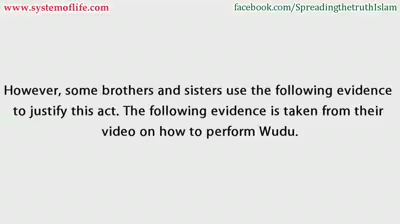 www.systemoflife.com
facebook.com/SpreadingthetruthIslam
However, some brothers and sisters use the following evidence
to justify this act. The following evidence is taken from their
video on how to perform Wudu.